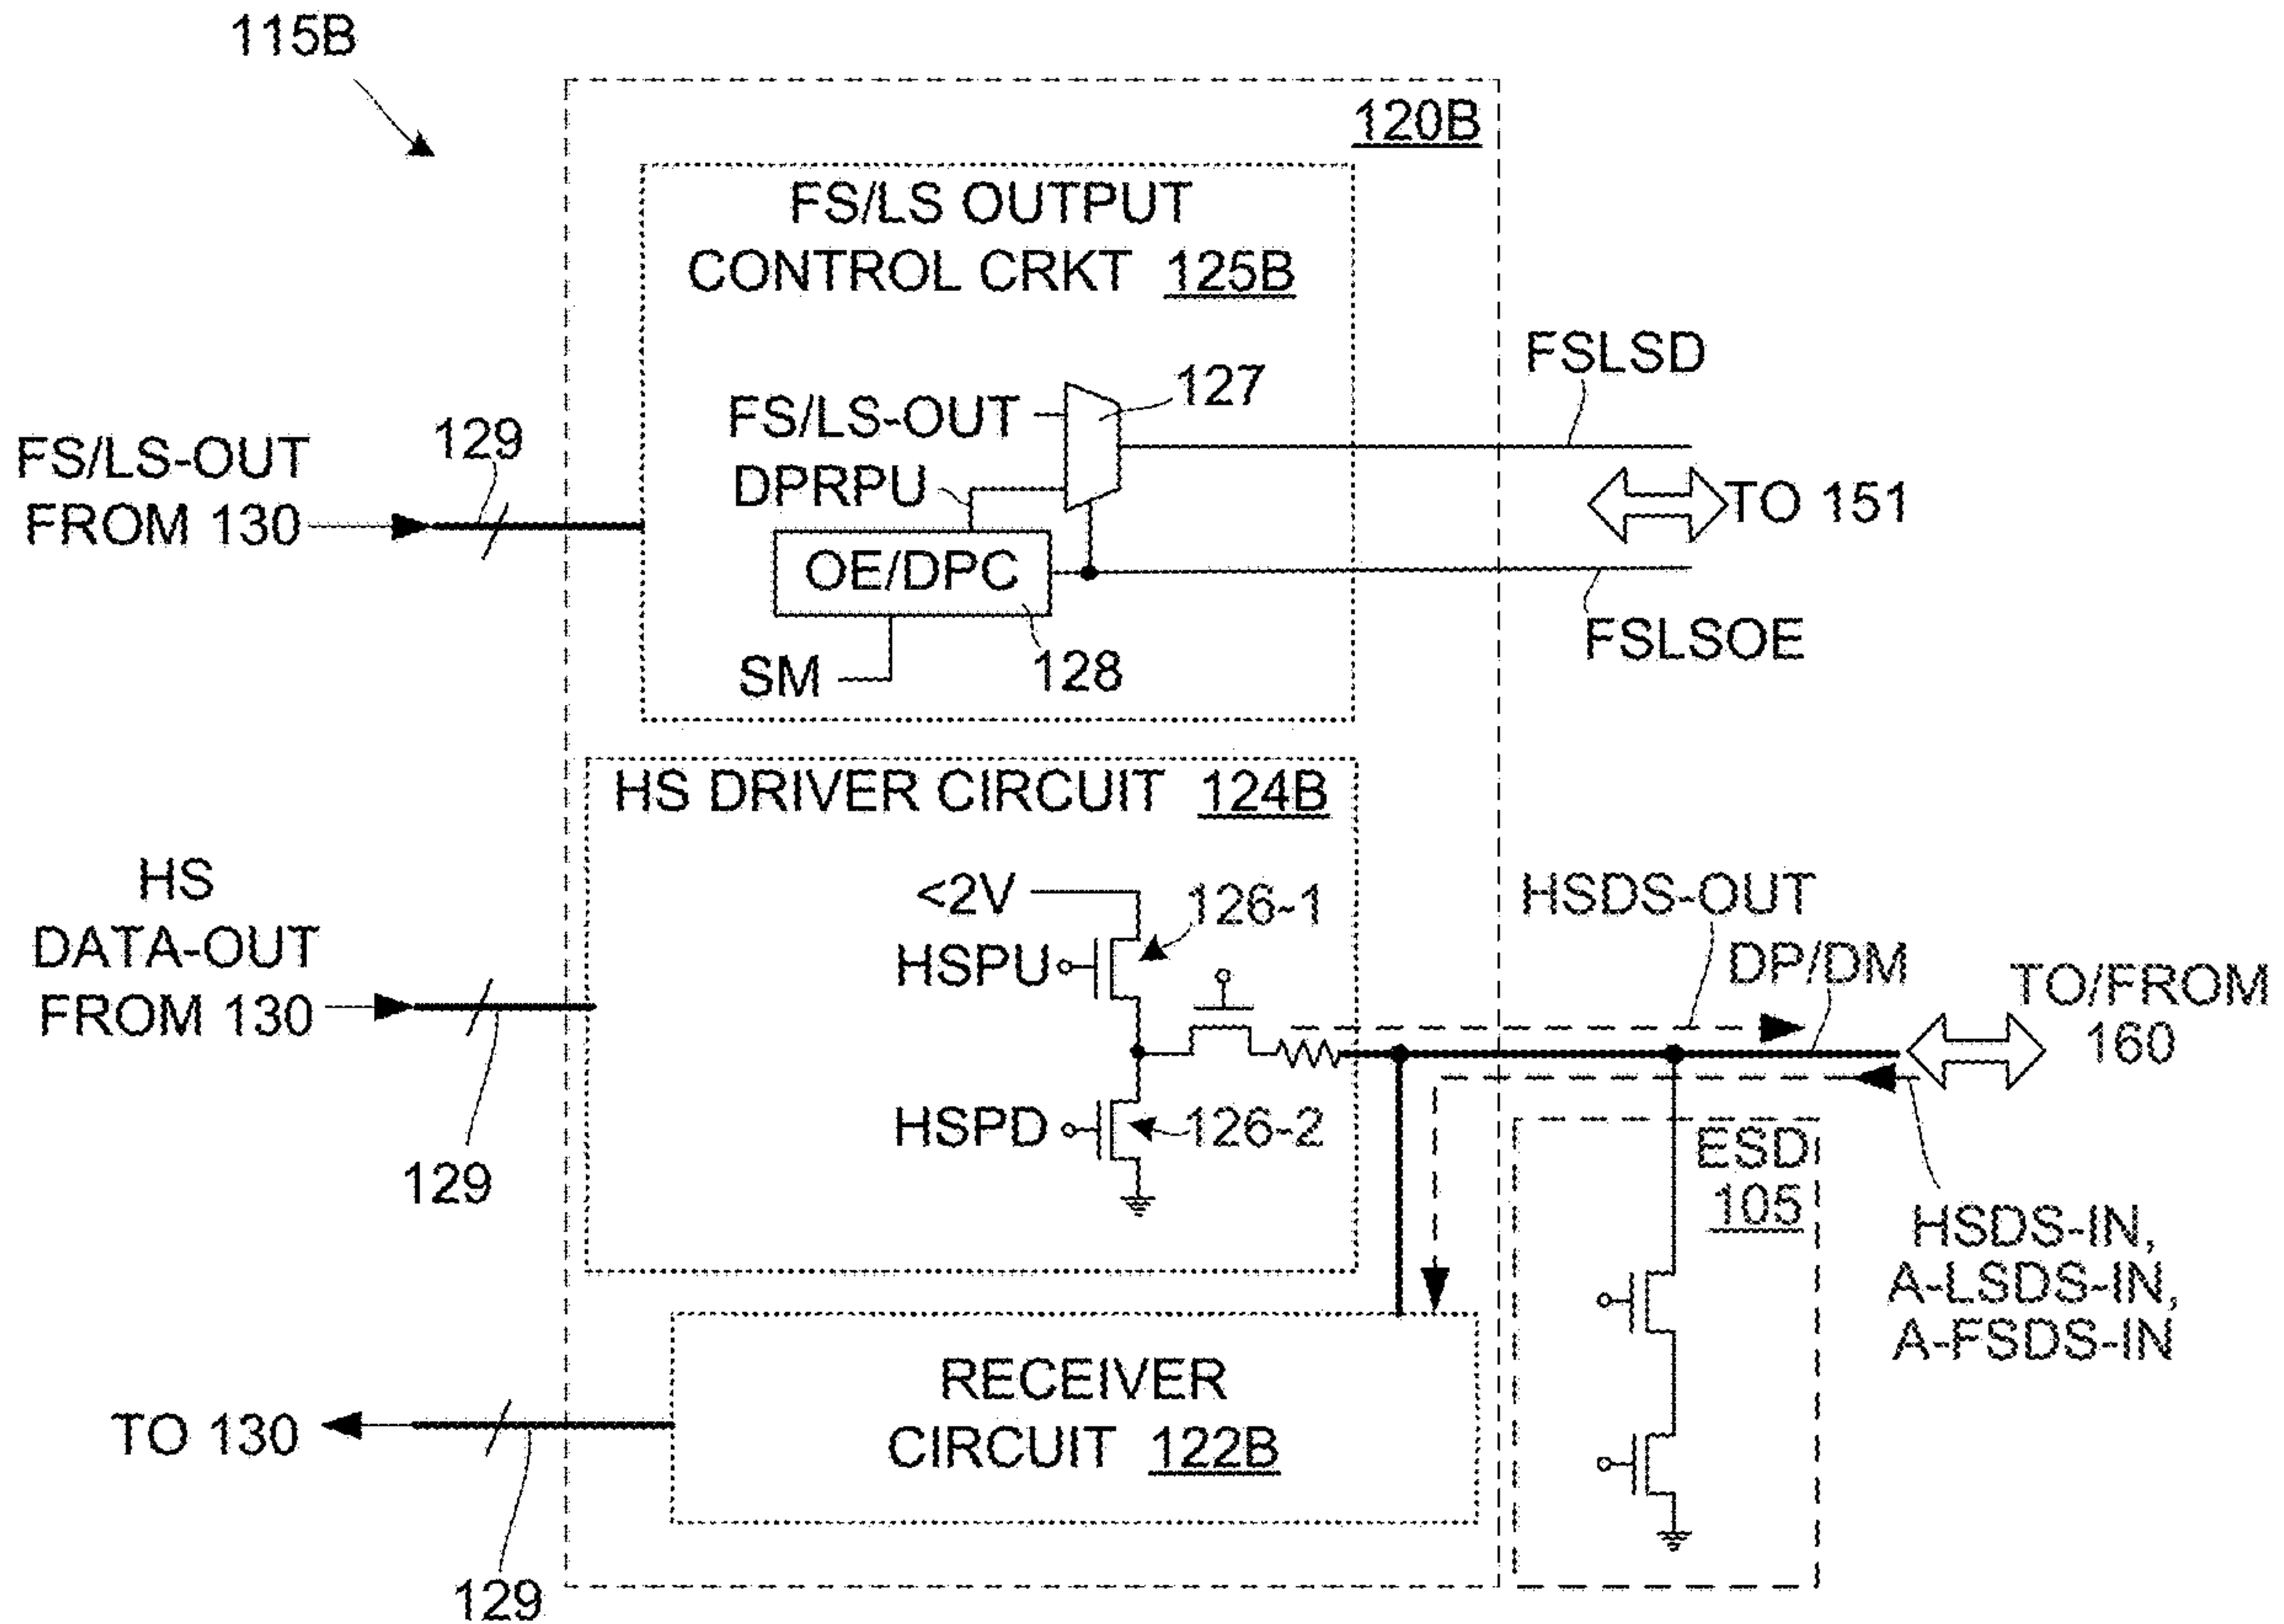 115B
120B
FS/LS OUTPUT
CONTROL CRKT 125B
FSLSD
127
FS/LS-OUT
DPRPU
129
FS/LS-OUT
FROM 130
TO 151
OE/DPC
FSLSOE
SM
128
HS DRIVER CIRCUIT 124B
HS
DATA-OUT
FROM 130
129
<2V
126-1
HSPU
HSPD
126-2
HSDS-OUT
DP/DM
TO/FROM
160
ESD
105
HSDS-IN,
A-LSDS-IN,
A-FSDS-IN
RECEIVER
CIRCUIT 122B
TO 130
129